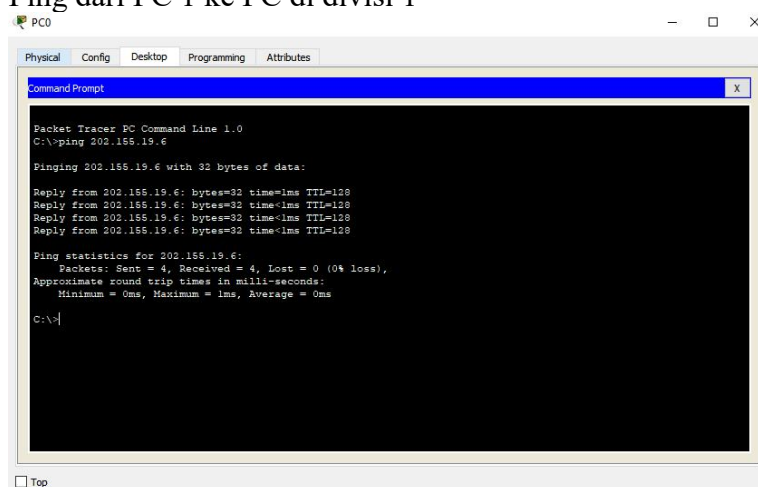 Ping dari PC 1 ke PC di divisi 1
PC0
Physical Config Desktop Programming Attributes
Command Prompt
X
Packet Tracer PC Command Line 1.0
C:\>ping 202.155.19.6
Pinging 202.155.19.6 with 32 bytes of data:
Reply from 202.155.19.6: bytes=32 time=1ms TTL=128
Reply from 202.155.19.6: bytes=32 time<1ms TTL=128
Reply from 202.155.19.6: bytes=32 time<1ms TTL=128
Reply from 202.155.19.6: bytes=32 time<1ms TTL=128
Ping statistics for 202.155.19.6:
Packets: Sent = 4, Received = 4, Lost = 0 (0% loss),
Approximate round trip times in milli-seconds:
Minimum = 0ms, Maximum = 1ms, Average = 0ms
C:\>
Top